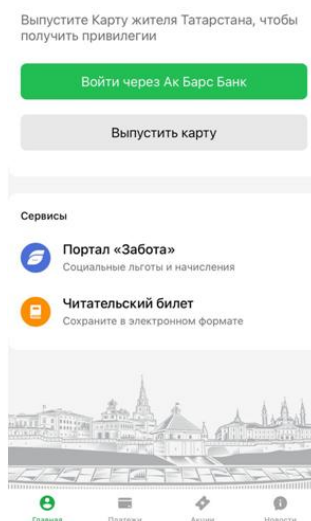 Выпустите Карту жителя Татарстана, чтобы
получить привилегии
Войти через Ак Барс Банк
Выпустить карту
Сервисы
Портал «Забота»
Социальные льготы и начисления
Читательский билет
Сохраните в электронном формате
Главная
Платежи
Акции
Новости